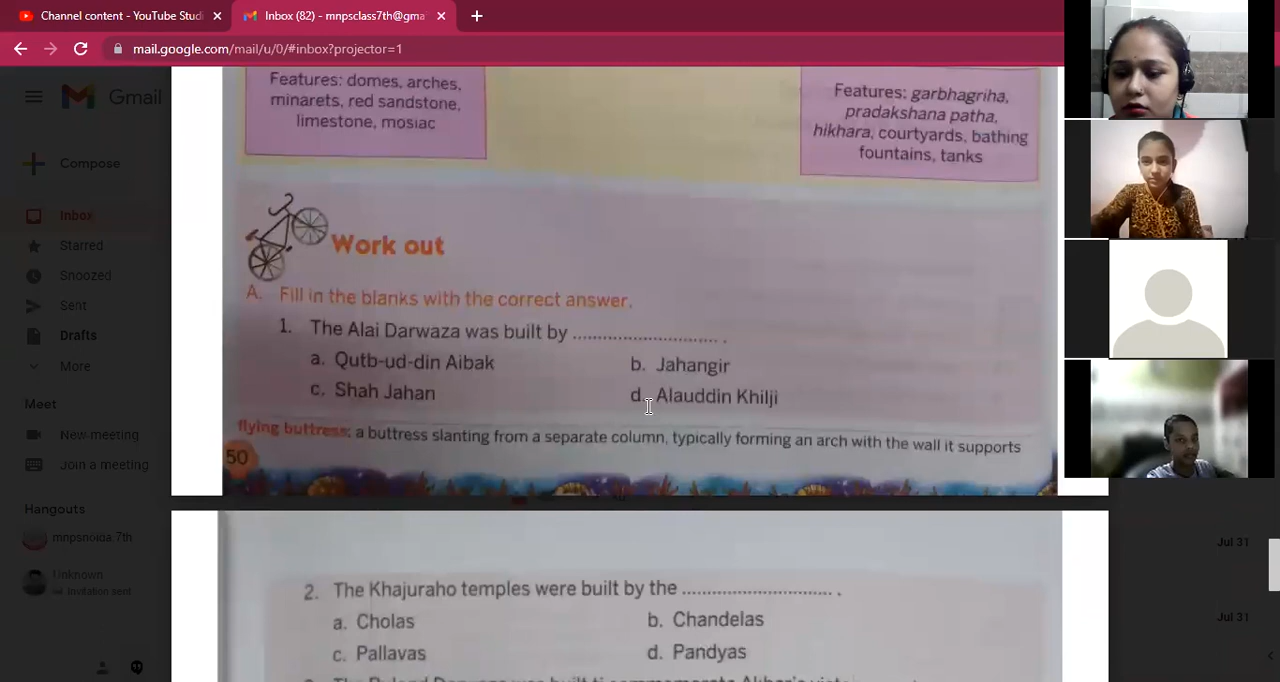 Channel content - YouTube Studi
Inbox (82) - mnpsclass7th@gma
mail.google.com/mail/u/0/#inbox?projector=1
Gmail
Compose
Inbox
Starred
Snoozed
Sent
Drafts
More
Meet
New meeting
Join a meeting
Hangouts
mnpsnoida.7th
Unknown
Invitation sent
Features: domes, arches,
minarets, red sandstone,
limestone, mosiac
Features: garbhagriha,
pradakshana patha,
hikhara, courtyards, bathing
fountains, tanks
Work out
A. Fill in the blanks with the correct answer.
1. The Alai Darwaza was built by ............................ .
a. Qutb-ud-din Aibak
b. Jahangir
c. Shah Jahan
d. Alauddin Khilji
flying buttress: a buttress slanting from a separate column, typically forming an arch with the wall it supports
50
2. The Khajuraho temples were built by the ............................ .
a. Cholas
b. Chandelas
c. Pallavas
d. Pandyas
Jul 31
Jul 31